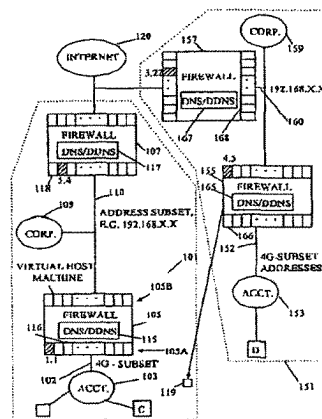 120
INTERNET
157
CORP.
159
3.22
FIREWALL
DNS/DDNS
167
168
192.168.X.X
160
FIREWALL
DNS/DDNS
107
117
118
5.4
110
109
CORP.
ADDRESS SUBSET,
E.G. 192.168.X.X
101
VIRTUAL HOST
MACHINE
105B
FIREWALL
105
DNS/DDNS
116
115
1.1
105A
102
4G - SUBSET
103
ACCT.
C
119
4.5
155
FIREWALL
165
DNS/DDNS
166
152
4G-SUBSET
ADDRESSES
ACCT.
153
D
151